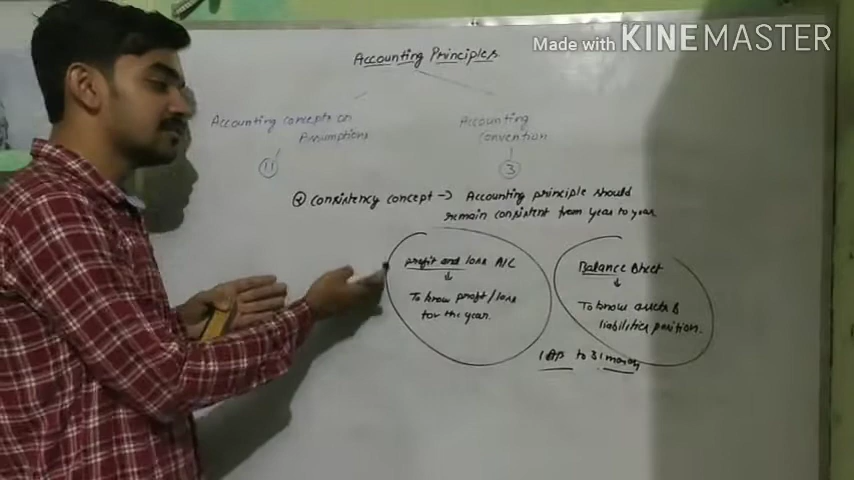 Made with KINEMASTER
Accounting Principles
Accounting concepts or
Assumptions
Accounting
Convention
11
3
consistency concept → Accounting principle should
remain consistent from year to year
profit and loss A/C
↓
To know profit/loss
for the year.
Balance sheet
↓
To know assets &
liabilities position.
to 31 march